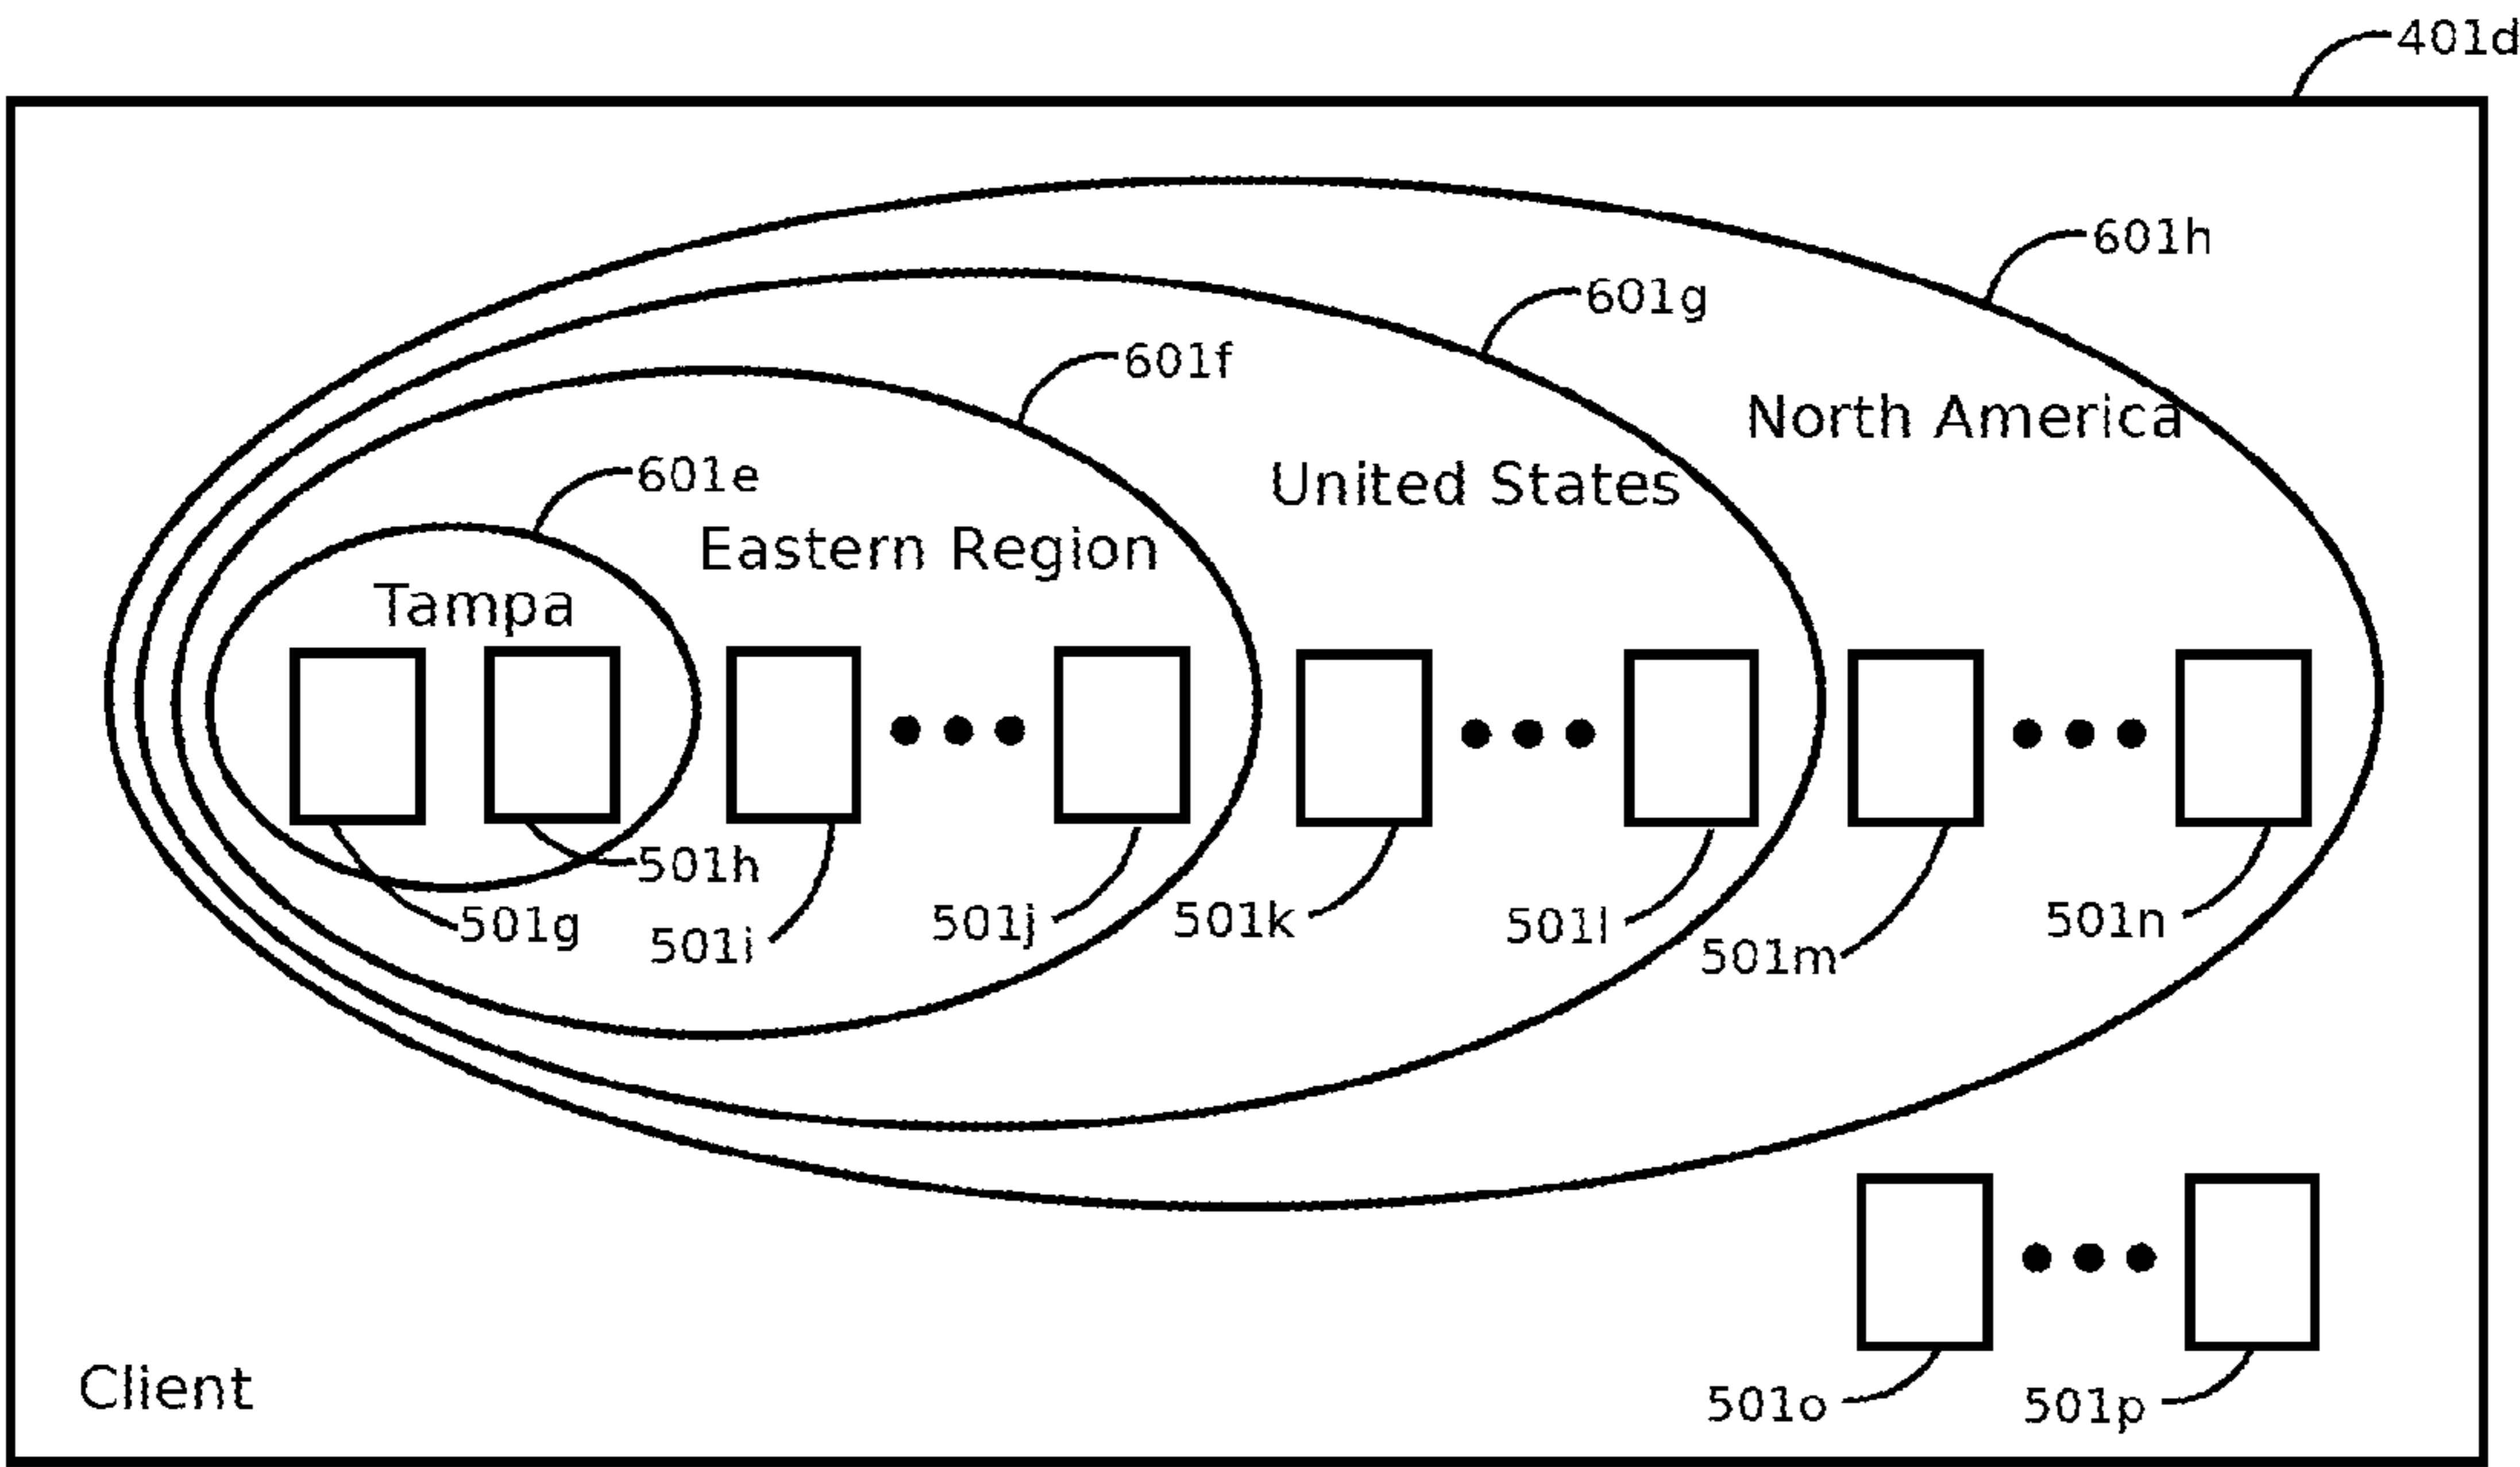 401d
601h
601g
601f
North America
601e
United States
Eastern Region
Tampa
501h
501g
501i
501j
501k
501l
501m
501n
Client
501o
501p